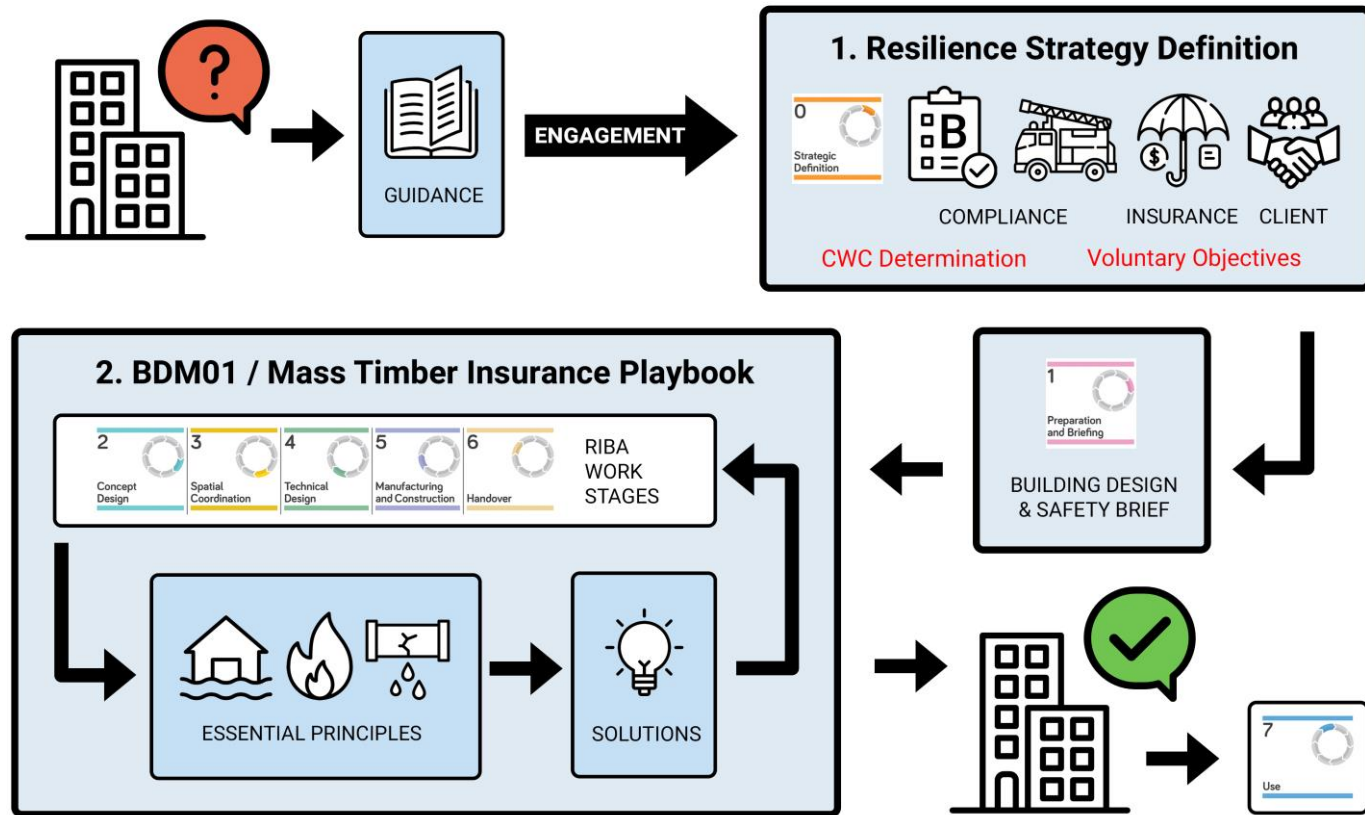 ?
GUIDANCE
ENGAGEMENT
1. Resilience Strategy Definition
0
Strategic
Definition
B
$
COMPLIANCE
INSURANCE
CLIENT
CWC Determination
Voluntary Objectives
1
Preparation
and Briefing
BUILDING DESIGN
& SAFETY BRIEF
2. BDM01 / Mass Timber Insurance Playbook
2
Concept
Design
3
Spatial
Coordination
4
Technical
Design
5
Manufacturing
and Construction
6
Handover
RIBA
WORK
STAGES
ESSENTIAL PRINCIPLES
SOLUTIONS
7
Use